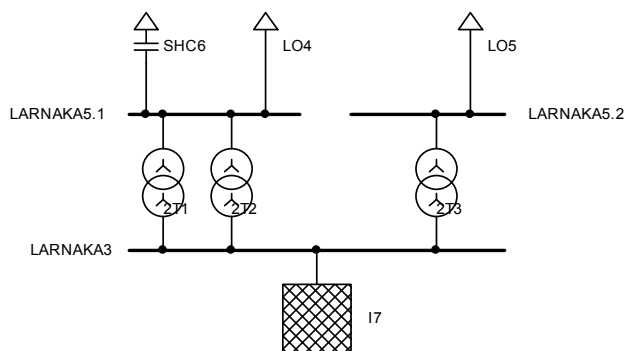 SHC6 LO4 LO5
LARNAKA5.1 LARNAKA5.2
2T1 2T2 2T3
LARNAKA3
I7